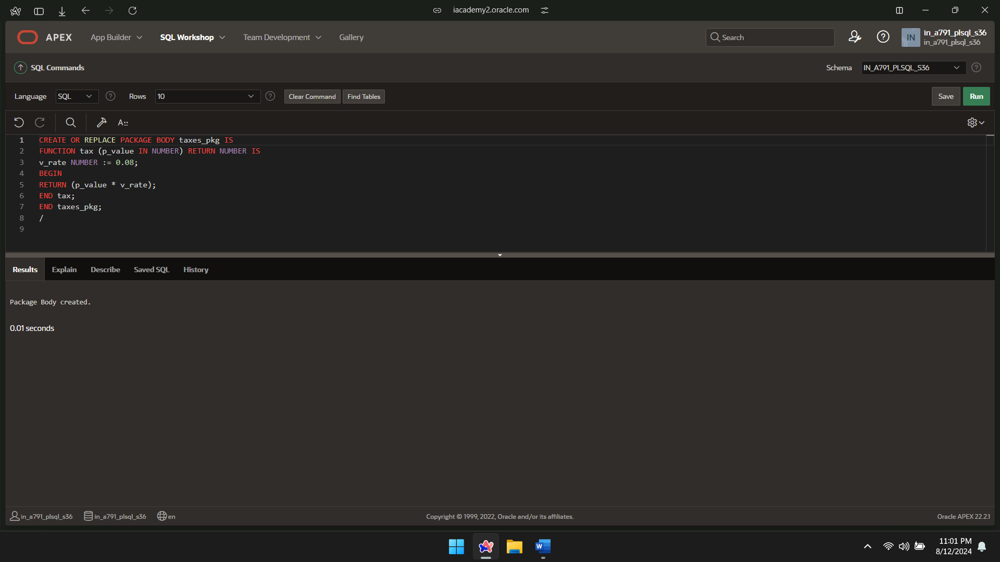 iacademy2.oracle.com
APEX
App Builder
SQL Workshop
Team Development
Gallery
Search
IN
in_a791_plsql_s36
in_a791_plsql_s36
SQL Commands
Schema
IN_A791_PLSQL_S36
Language
SQL
Rows
10
Clear Command
Find Tables
Save
Run
A::
1 CREATE OR REPLACE PACKAGE BODY taxes_pkg IS
2 FUNCTION tax (p_value IN NUMBER) RETURN NUMBER IS
3 v_rate NUMBER := 0.08;
4 BEGIN
5 RETURN (p_value * v_rate);
6 END tax;
7 END taxes_pkg;
8 /
9
Results
Explain
Describe
Saved SQL
History
Package Body created.
0.01 seconds
in_a791_plsql_s36
in_a791_plsql_s36
en
Copyright © 1999, 2022, Oracle and/or its affiliates.
Oracle APEX 22.2.1
W
11:01 PM
8/12/2024